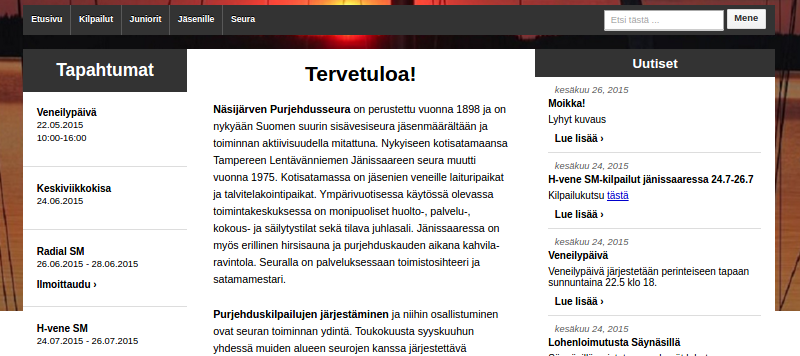 Etusivu Kilpailut Juniorit Jäsenille Seura Etsi tästä ... Mene
Tapahtumat
Veneilypäivä
22.05.2015
10:00-16:00
Keskiviikkokisa
24.06.2015
Radial SM
26.06.2015 - 28.06.2015
Ilmoittaudu ›
H-vene SM
24.07.2015 - 26.07.2015
Tervetuloa!
Näsijärven Purjehdusseura on perustettu vuonna 1898 ja on
nykyään Suomen suurin sisävesiseura jäsenmäärältään ja
toiminnan aktiivisuudella mitattuna. Nykyiseen kotisatamaansa
Tampereen Lentävänniemen Jänissaareen seura muutti
vuonna 1975. Kotisatamassa on jäsenien veneille laituripaikat
ja talvitelakointipaikat. Ympärivuotisessa käytössä olevassa
toimintakeskuksessa on monipuoliset huolto-, palvelu-,
kokous- ja säilytystilat sekä tilava juhlasali. Jänissaaressa on
myös erillinen hirsisauna ja purjehduskauden aikana kahvila-
ravintola. Seuralla on palveluksessaan toimistosihteeri ja
satamamestari.
Purjehduskilpailujen järjestäminen ja niihin osallistuminen
ovat seuran toiminnan ydintä. Toukokuusta syyskuuhun
yhdessä muiden alueen seurojen kanssa järjestettävä
Uutiset
kesäkuu 26, 2015
Moikka!
Lyhyt kuvaus
Lue lisää ›
kesäkuu 24, 2015
H-vene SM-kilpailut jänissaaressa 24.7-26.7
Kilpailukutsu tästä
Lue lisää ›
kesäkuu 24, 2015
Veneilypäivä
Veneilypäivä järjestetään perinteiseen tapaan
sunnuntaina 22.5 klo 18.
Lue lisää ›
kesäkuu 24, 2015
Lohenloimutusta Säynäsillä